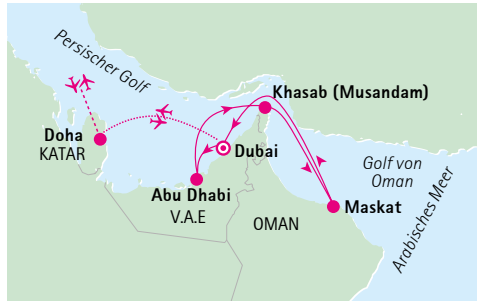 Persischer Golf
Khasab (Musandam)
Doha
KATAR
Dubai
Golf von
Oman
Abu Dhabi
V.A.E
OMAN
Maskat
Arabisches Meer